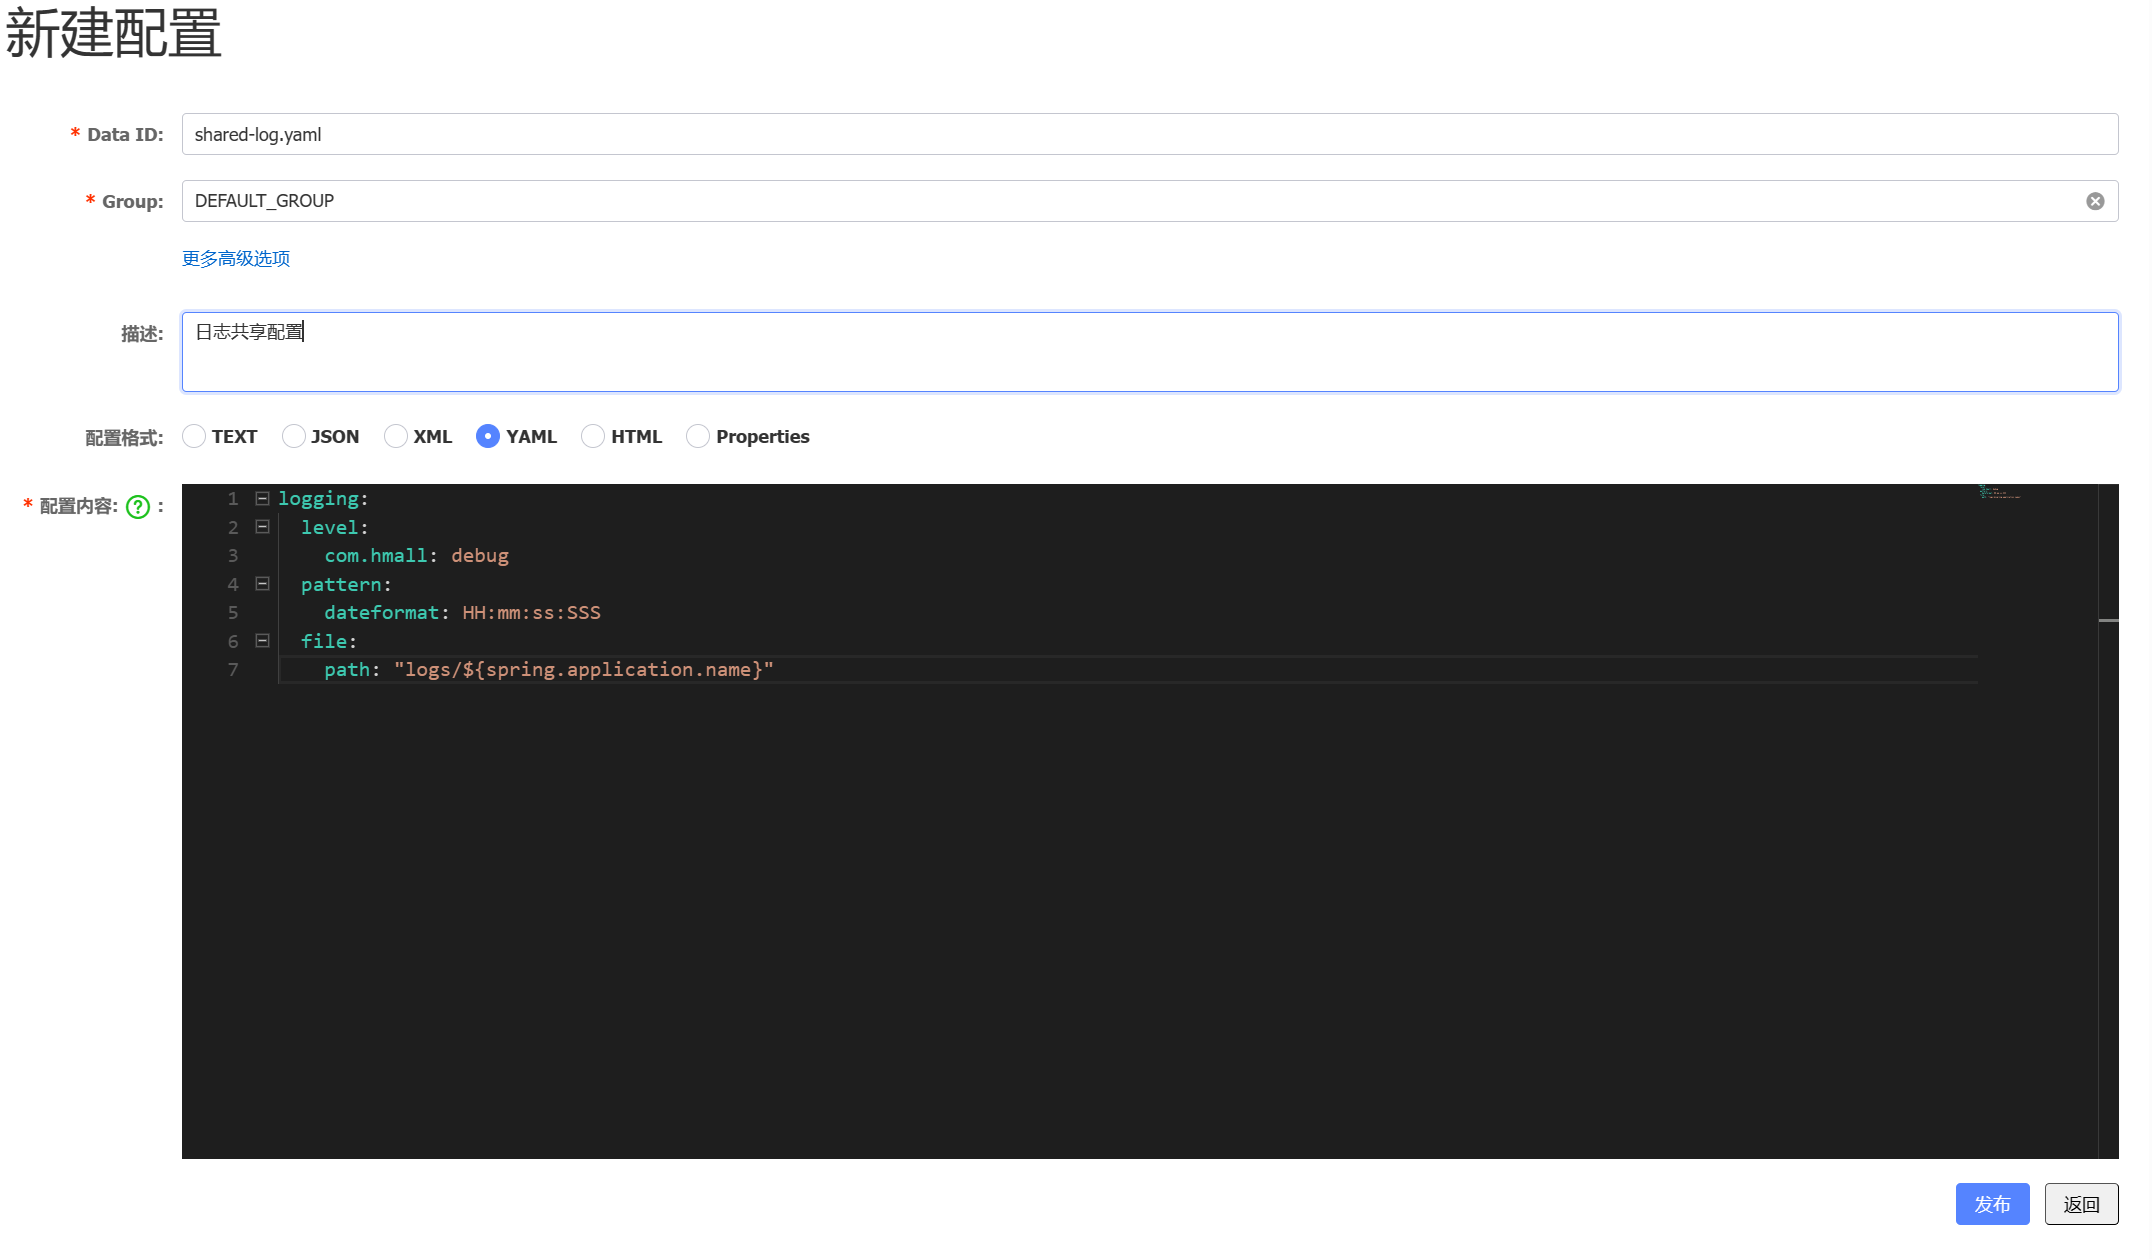 新建配置
* Data ID: shared-log.yaml
* Group: DEFAULT_GROUP
更多高级选项
描述: 日志共享配置
配置格式: TEXT JSON XML YAML HTML Properties
* 配置内容: ? :
1 logging:
2   level:
3     com.hmall: debug
4   pattern:
5     dateformat: HH:mm:ss:SSS
6   file:
7     path: "logs/${spring.application.name}"
发布 返回